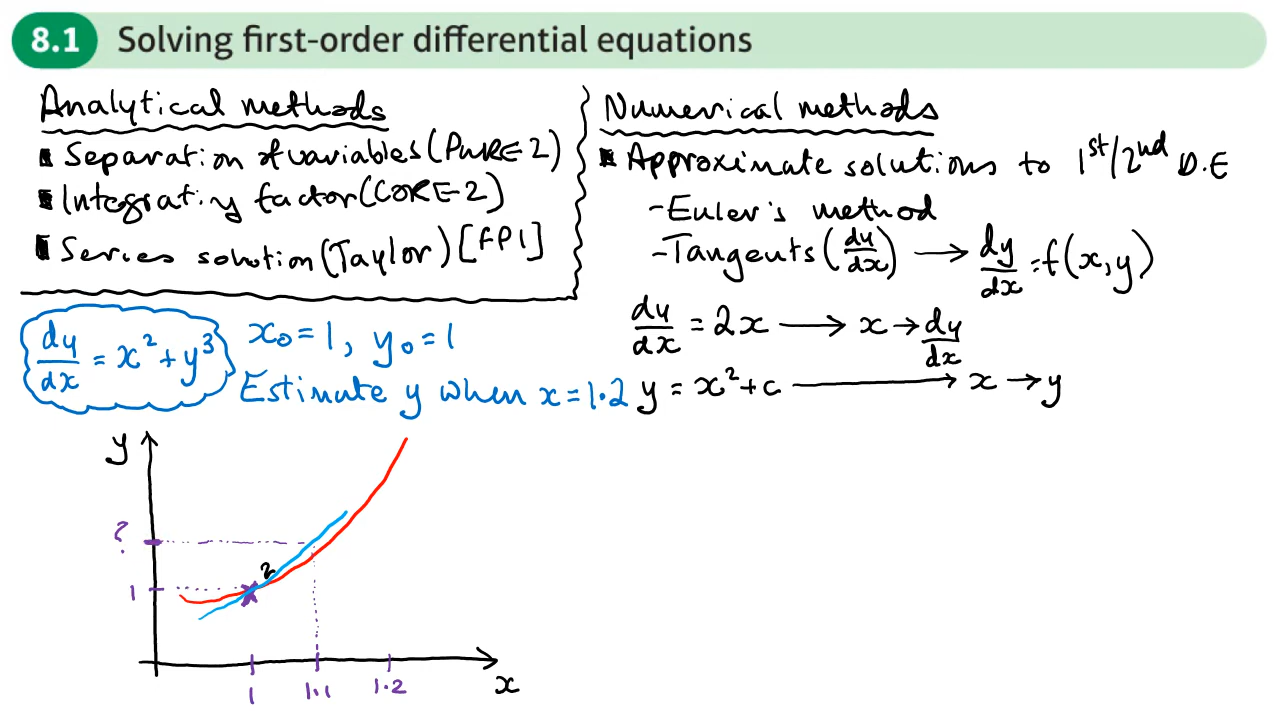 8.1 Solving first-order differential equations
Analytical methods
▪ Separation of variables (PURE 2)
▪ Integrating factor (CORE 2)
▪ Series solution (Taylor) [FP1]
Numerical methods
▪ Approximate solutions to 1st/2nd D.E
- Euler's method
- Tangents (dy/dx) → dy/dx = f(x, y)
dy/dx = 2x → x → dy/dx
y = x² + c → x → y
dy/dx = x² + y³
x₀ = 1, y₀ = 1
Estimate y when x = 1.2
y
?
2
1
1 1.1 1.2
x